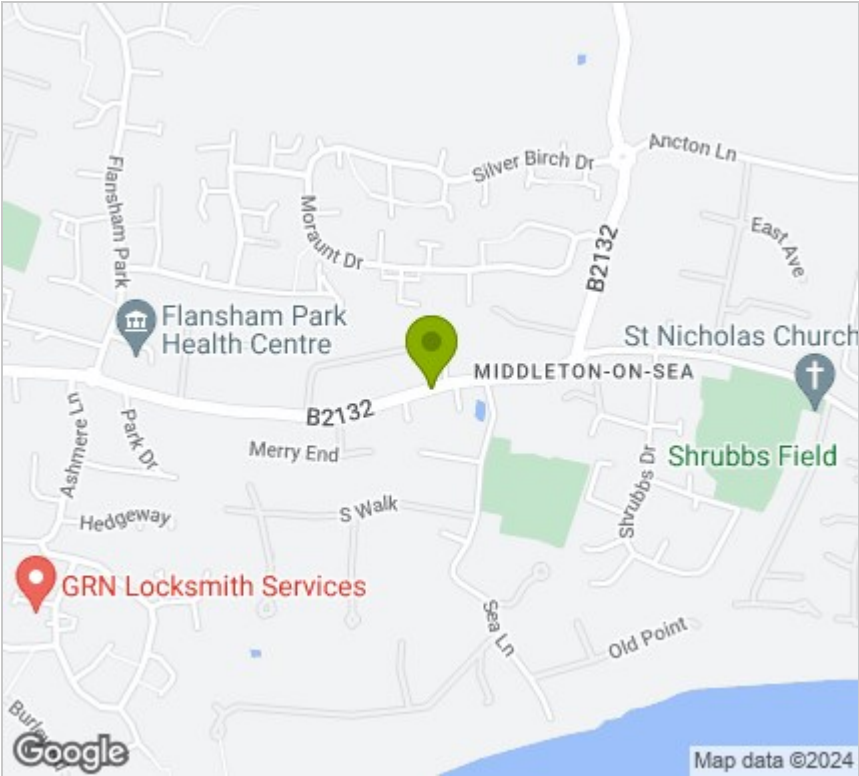 Silver Birch Dr
Ancton Ln
Flansham Park
Moraunt Dr
East Ave
B2132
Flansham Park
Health Centre
St Nicholas Church
MIDDLETON-ON-SEA
B2132
Ashmere Ln
Park Dr
Merry End
Shrubbs Field
Shrubbs Dr
S Walk
Hedgeway
GRN Locksmith Services
Sea Ln
Old Point
Google
Map data ©2024